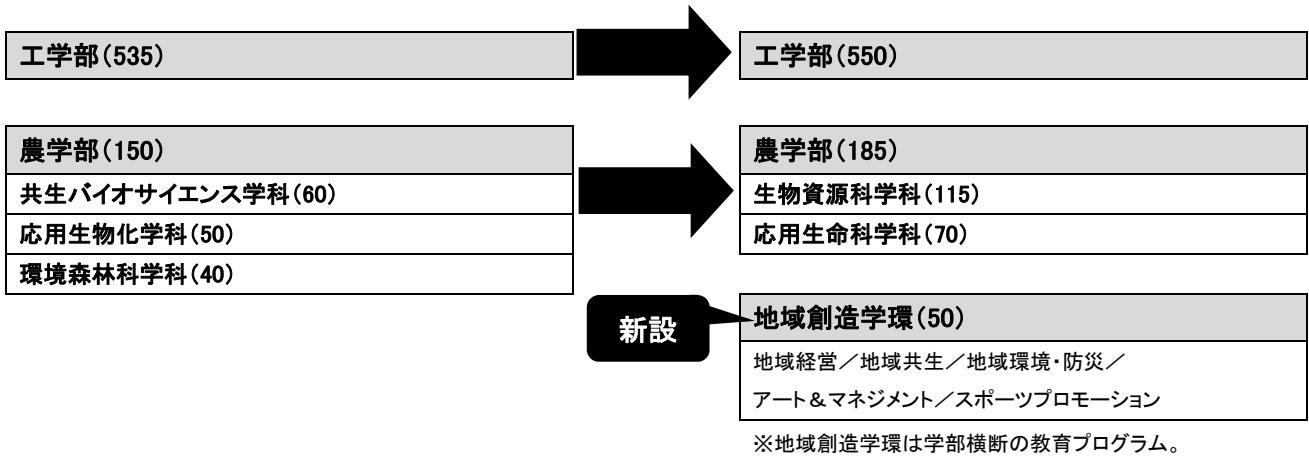 工学部(535)
工学部(550)
農学部(150)
共生バイオサイエンス学科(60)
応用生物化学科(50)
環境森林科学科(40)
農学部(185)
生物資源科学科(115)
応用生命科学科(70)
新設
地域創造学環(50)
地域経営／地域共生／地域環境・防災／
アート＆マネジメント／スポーツプロモーション
※地域創造学環は学部横断の教育プログラム。